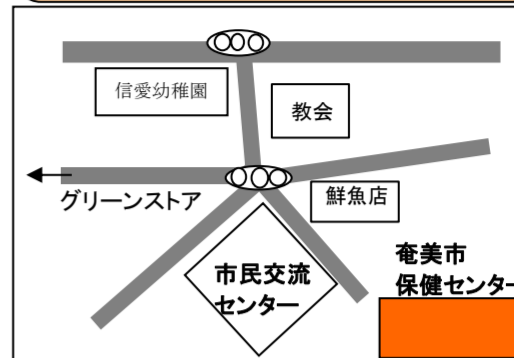 信愛幼稚園
教会
グリーンストア
鮮魚店
市民交流
センター
奄美市
保健センター